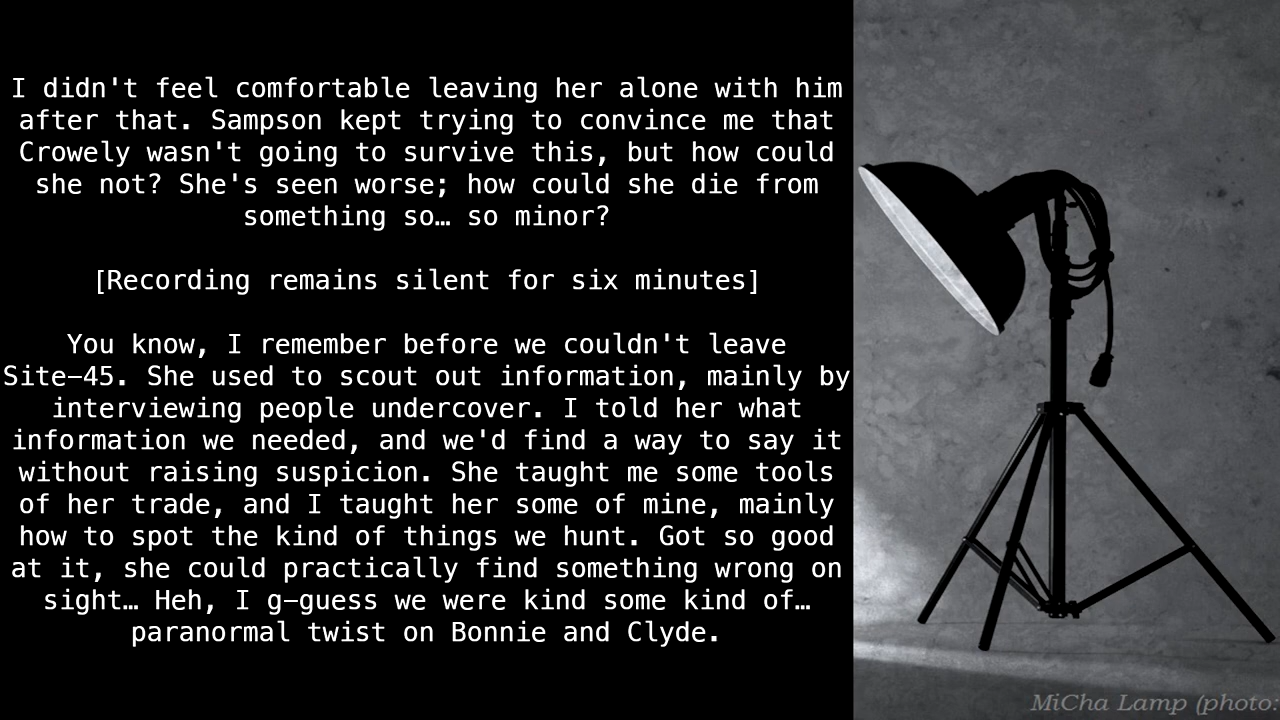 I didn't feel comfortable leaving her alone with him
after that. Sampson kept trying to convince me that
Crowely wasn't going to survive this, but how could
she not? She's seen worse; how could she die from
something so… so minor?
[Recording remains silent for six minutes]
You know, I remember before we couldn't leave
Site–45. She used to scout out information, mainly by
interviewing people undercover. I told her what
information we needed, and we'd find a way to say it
without raising suspicion. She taught me some tools
of her trade, and I taught her some of mine, mainly
how to spot the kind of things we hunt. Got so good
at it, she could practically find something wrong on
sight… Heh, I g–guess we were kind some kind of…
paranormal twist on Bonnie and Clyde.
MiCha Lamp (photo: